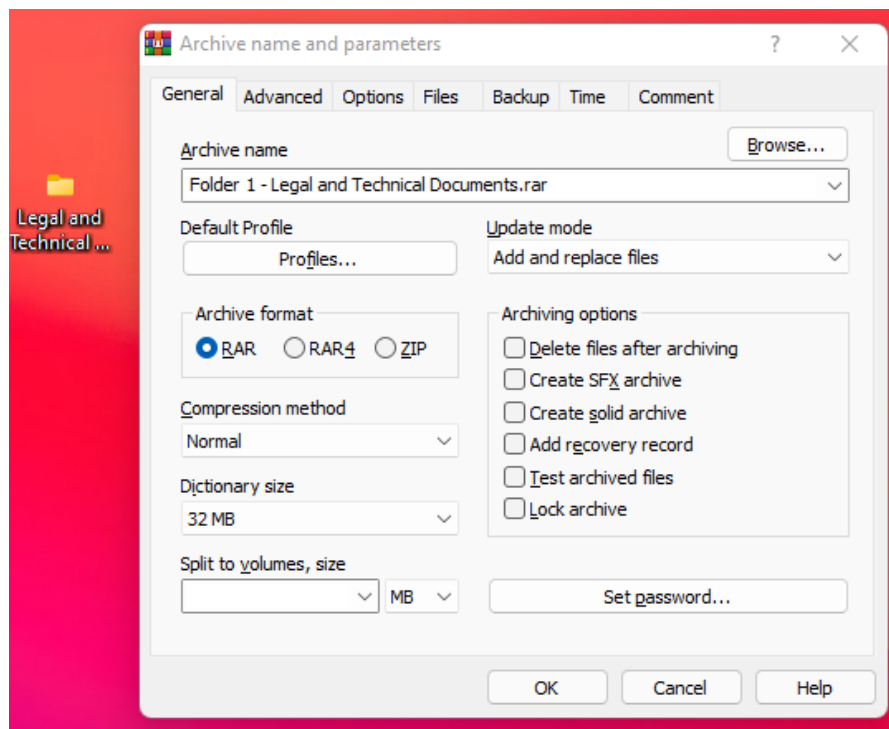 Archive name and parameters
?
General Advanced Options Files Backup Time Comment
Archive name
Browse...
Folder 1 - Legal and Technical Documents.rar
Legal and
Technical ...
Default Profile
Update mode
Profiles...
Add and replace files
Archive format
Archiving options
RAR RAR4 ZIP
Delete files after archiving
Create SFX archive
Compression method
Create solid archive
Normal
Add recovery record
Dictionary size
Test archived files
32 MB
Lock archive
Split to volumes, size
MB
Set password...
OK Cancel Help